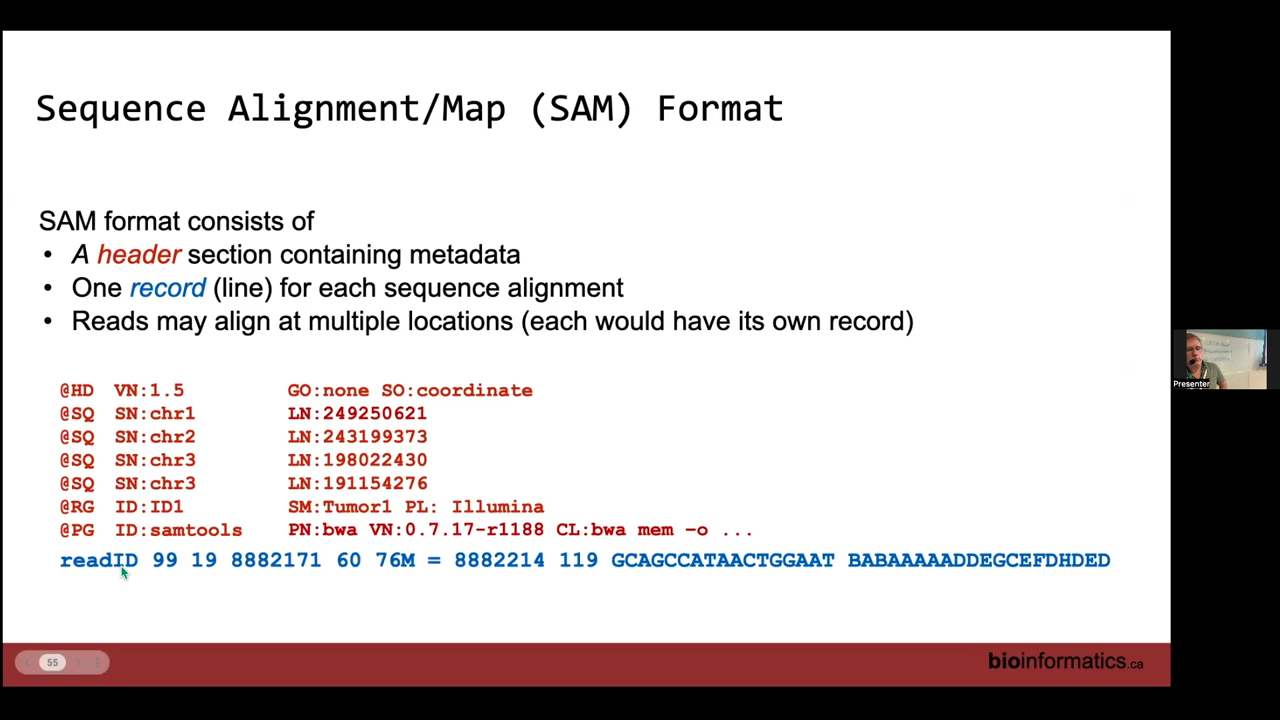 Sequence Alignment/Map (SAM) Format
SAM format consists of
• A header section containing metadata
• One record (line) for each sequence alignment
• Reads may align at multiple locations (each would have its own record)
@HD VN:1.5 GO:none SO:coordinate
@SQ SN:chr1 LN:249250621
@SQ SN:chr2 LN:243199373
@SQ SN:chr3 LN:198022430
@SQ SN:chr3 LN:191154276
@RG ID:ID1 SM:Tumor1 PL: Illumina
@PG ID:samtools PN:bwa VN:0.7.17-r1188 CL:bwa mem –o ...
readID 99 19 8882171 60 76M = 8882214 119 GCAGCCATAACTGGAAT BABAAAAADDEGCEFDHDED
55
bioinformatics.ca
Presenter